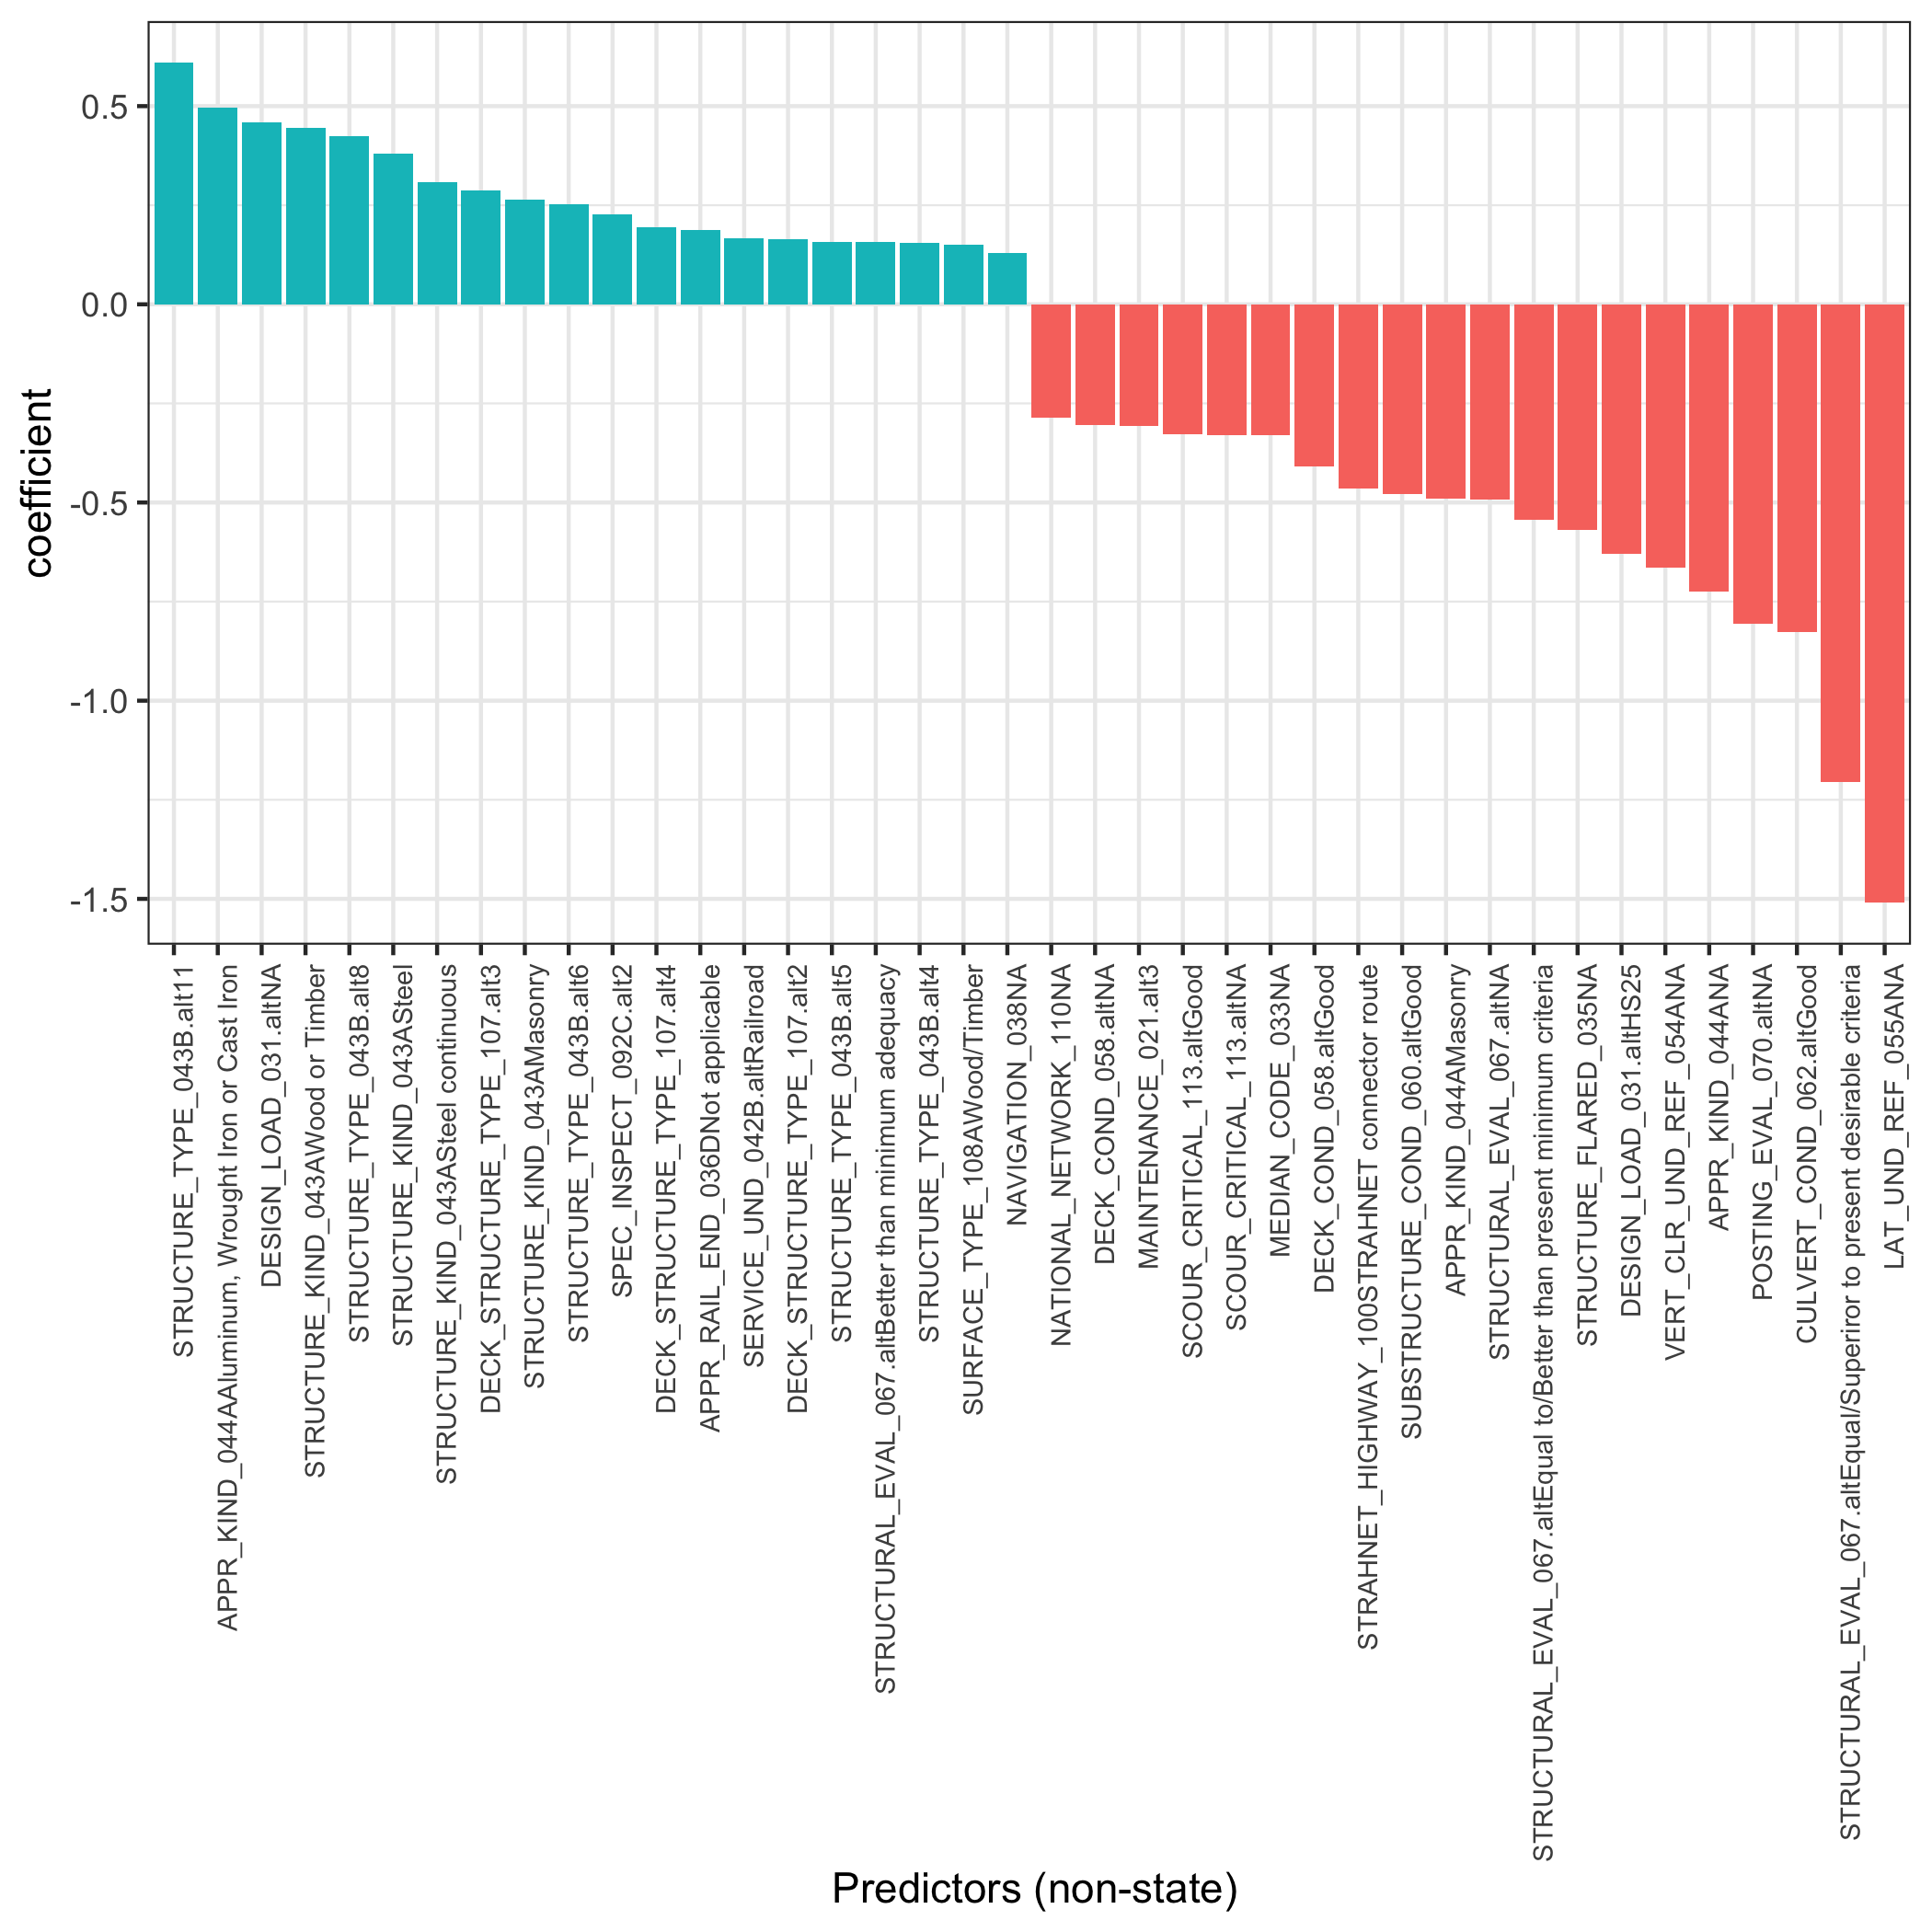 0.5
0.0
-0.5
-1.0
-1.5
coefficient
STRUCTURE_TYPE_043B.alt11
APPR_KIND_044AAluminum, Wrought Iron or Cast Iron
DESIGN_LOAD_031.altNA
STRUCTURE_KIND_043AWood or Timber
STRUCTURE_TYPE_043B.alt8
STRUCTURE_KIND_043ASteel
STRUCTURE_KIND_043ASteel continuous
DECK_STRUCTURE_TYPE_107.alt3
STRUCTURE_KIND_043AMasonry
STRUCTURE_TYPE_043B.alt6
SPEC_INSPECT_092C.alt2
DECK_STRUCTURE_TYPE_107.alt4
APPR_RAIL_END_036DNot applicable
SERVICE_UND_042B.altRailroad
DECK_STRUCTURE_TYPE_107.alt2
STRUCTURE_TYPE_043B.alt5
STRUCTURAL_EVAL_067.altBetter than minimum adequacy
STRUCTURE_TYPE_043B.alt4
SURFACE_TYPE_108AWood/Timber
NAVIGATION_038NA
NATIONAL_NETWORK_110NA
DECK_COND_058.altNA
MAINTENANCE_021.alt3
SCOUR_CRITICAL_113.altGood
SCOUR_CRITICAL_113.altNA
MEDIAN_CODE_033NA
DECK_COND_058.altGood
STRAHNET_HIGHWAY_100STRAHNET connector route
SUBSTRUCTURE_COND_060.altGood
APPR_KIND_044AMasonry
STRUCTURAL_EVAL_067.altNA
STRUCTURAL_EVAL_067.altEqual to/Better than present minimum criteria
STRUCTURE_FLARED_035NA
DESIGN_LOAD_031.altHS25
VERT_CLR_UND_REF_054ANA
APPR_KIND_044ANA
POSTING_EVAL_070.altNA
CULVERT_COND_062.altGood
STRUCTURAL_EVAL_067.altEqual/Superiror to present desirable criteria
LAT_UND_REF_055ANA
Predictors (non-state)